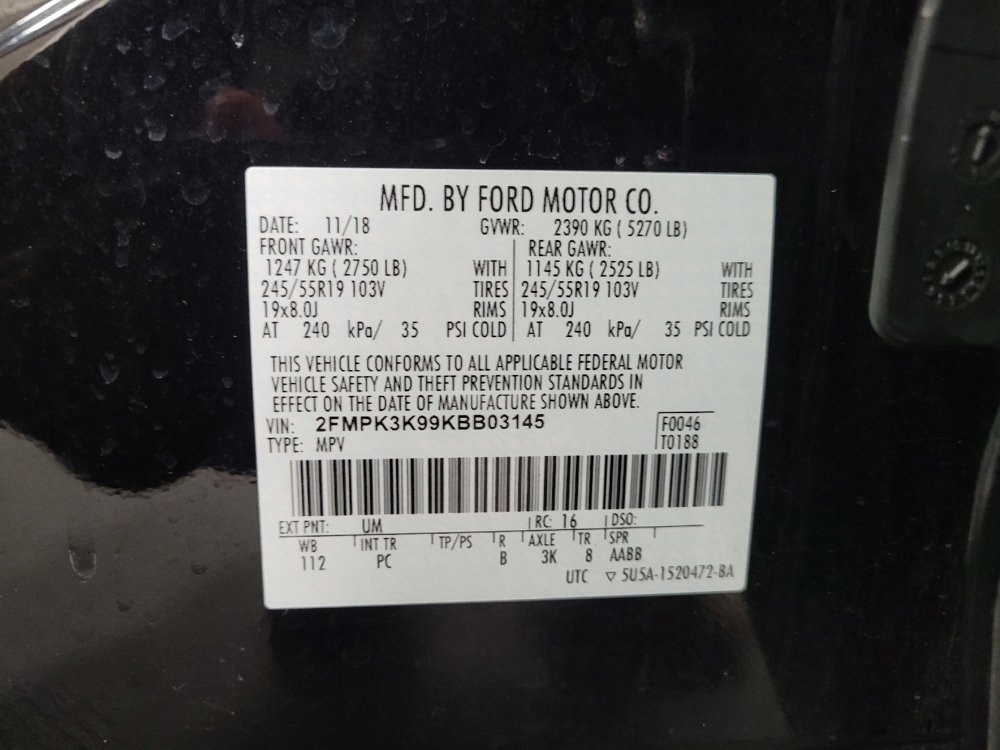 MFD. BY FORD MOTOR CO.
DATE: 11/18 GVWR: 2390 KG ( 5270 LB)
FRONT GAWR: REAR GAWR:
1247 KG ( 2750 LB) WITH 1145 KG ( 2525 LB) WITH
245/55R19 103V TIRES 245/55R19 103V TIRES
19x8.0J RIMS 19x8.0J RIMS
AT 240 kPa/ 35 PSI COLD AT 240 kPa/ 35 PSI COLD
THIS VEHICLE CONFORMS TO ALL APPLICABLE FEDERAL MOTOR
VEHICLE SAFETY AND THEFT PREVENTION STANDARDS IN
EFFECT ON THE DATE OF MANUFACTURE SHOWN ABOVE.
VIN: 2FMPK3K99KBB03145 F0046
TYPE: MPV T0188
EXT PNT: UM RC: 16 DSO:
WB INT TR TP/PS R AXLE TR SPR
112 PC B 3K 8 AABB
UTC ▽ 5U5A-1520472-BA